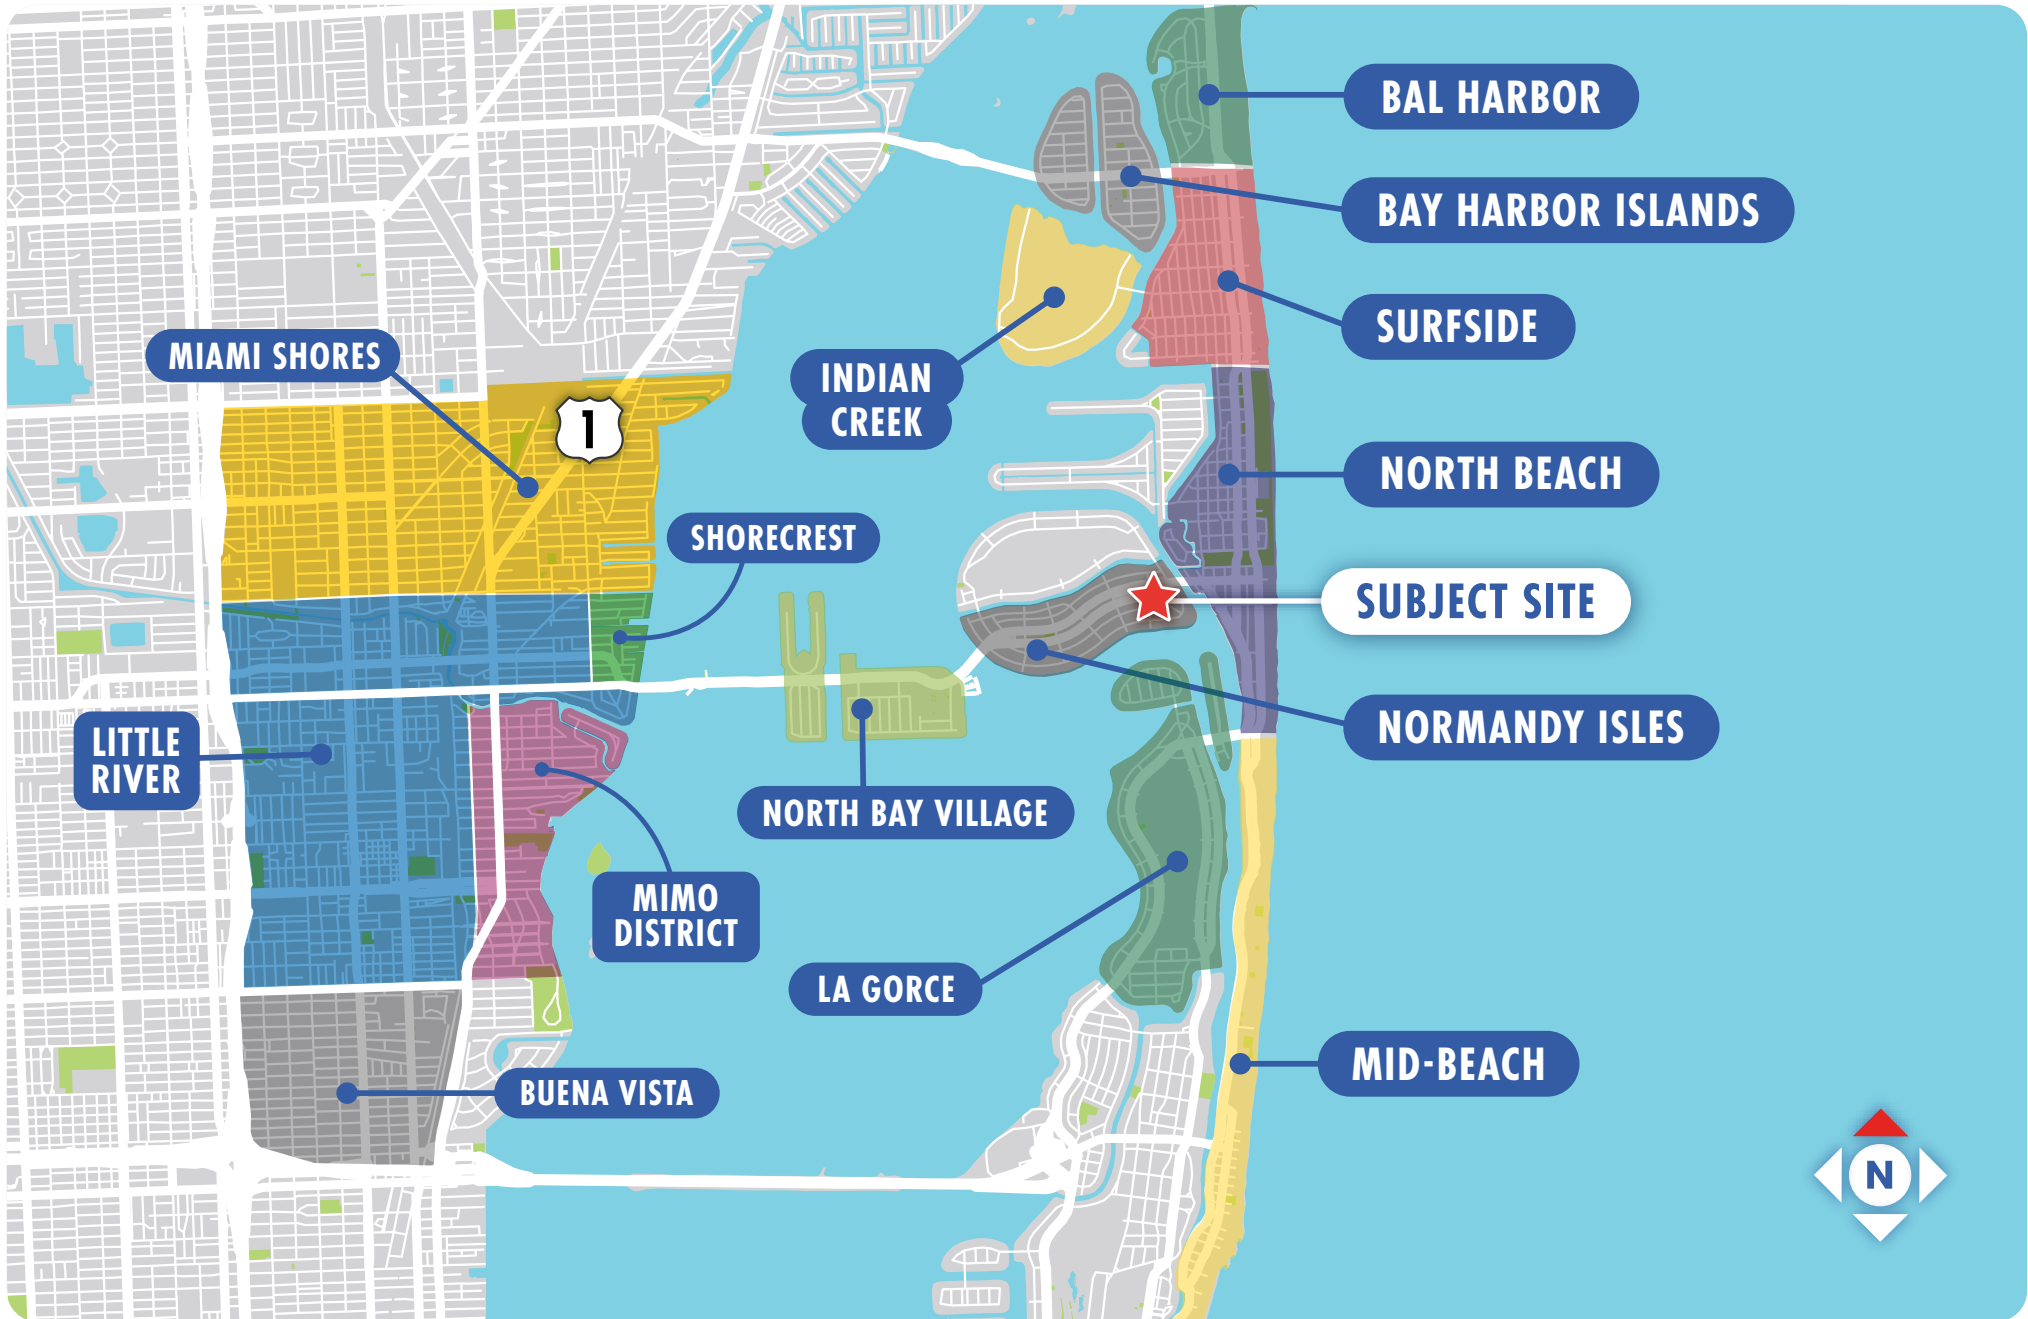 BAL HARBOR
BAY HARBOR ISLANDS
SURFSIDE
MIAMI SHORES
INDIAN
CREEK
1
NORTH BEACH
SHORECREST
SUBJECT SITE
NORMANDY ISLES
LITTLE
RIVER
NORTH BAY VILLAGE
MIMO
DISTRICT
LA GORCE
MID-BEACH
BUENA VISTA
N